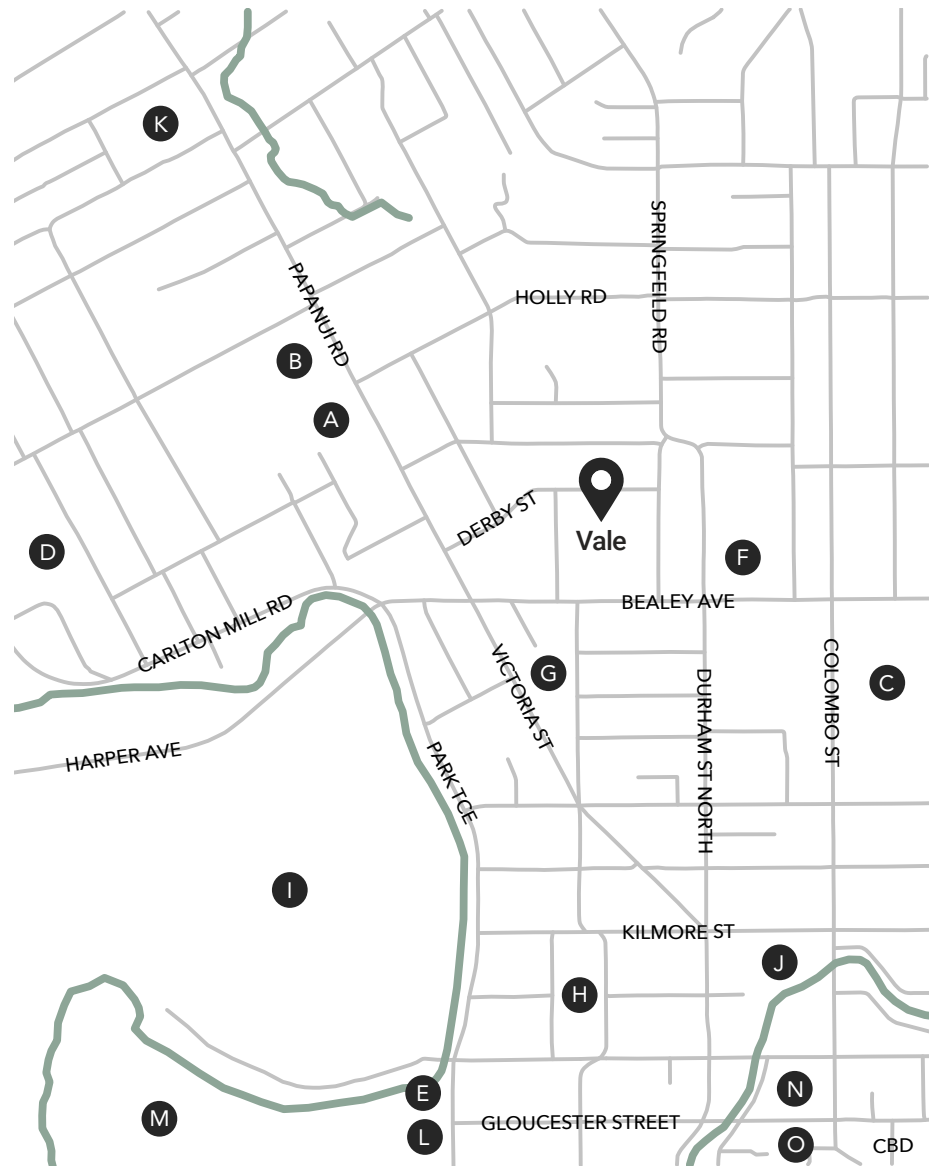 K
SPRINGFEILD RD
PAPANUI RD
HOLLY RD
B
A
DERBY ST
Vale
D
F
BEALEY AVE
CARLTON MILL RD
VICTORIA ST
G
DURHAM ST NORTH
COLOMBO ST
C
HARPER AVE
PARK TCE
I
KILMORE ST
J
H
E
N
M
L
GLOUCESTER STREET
O
CBD